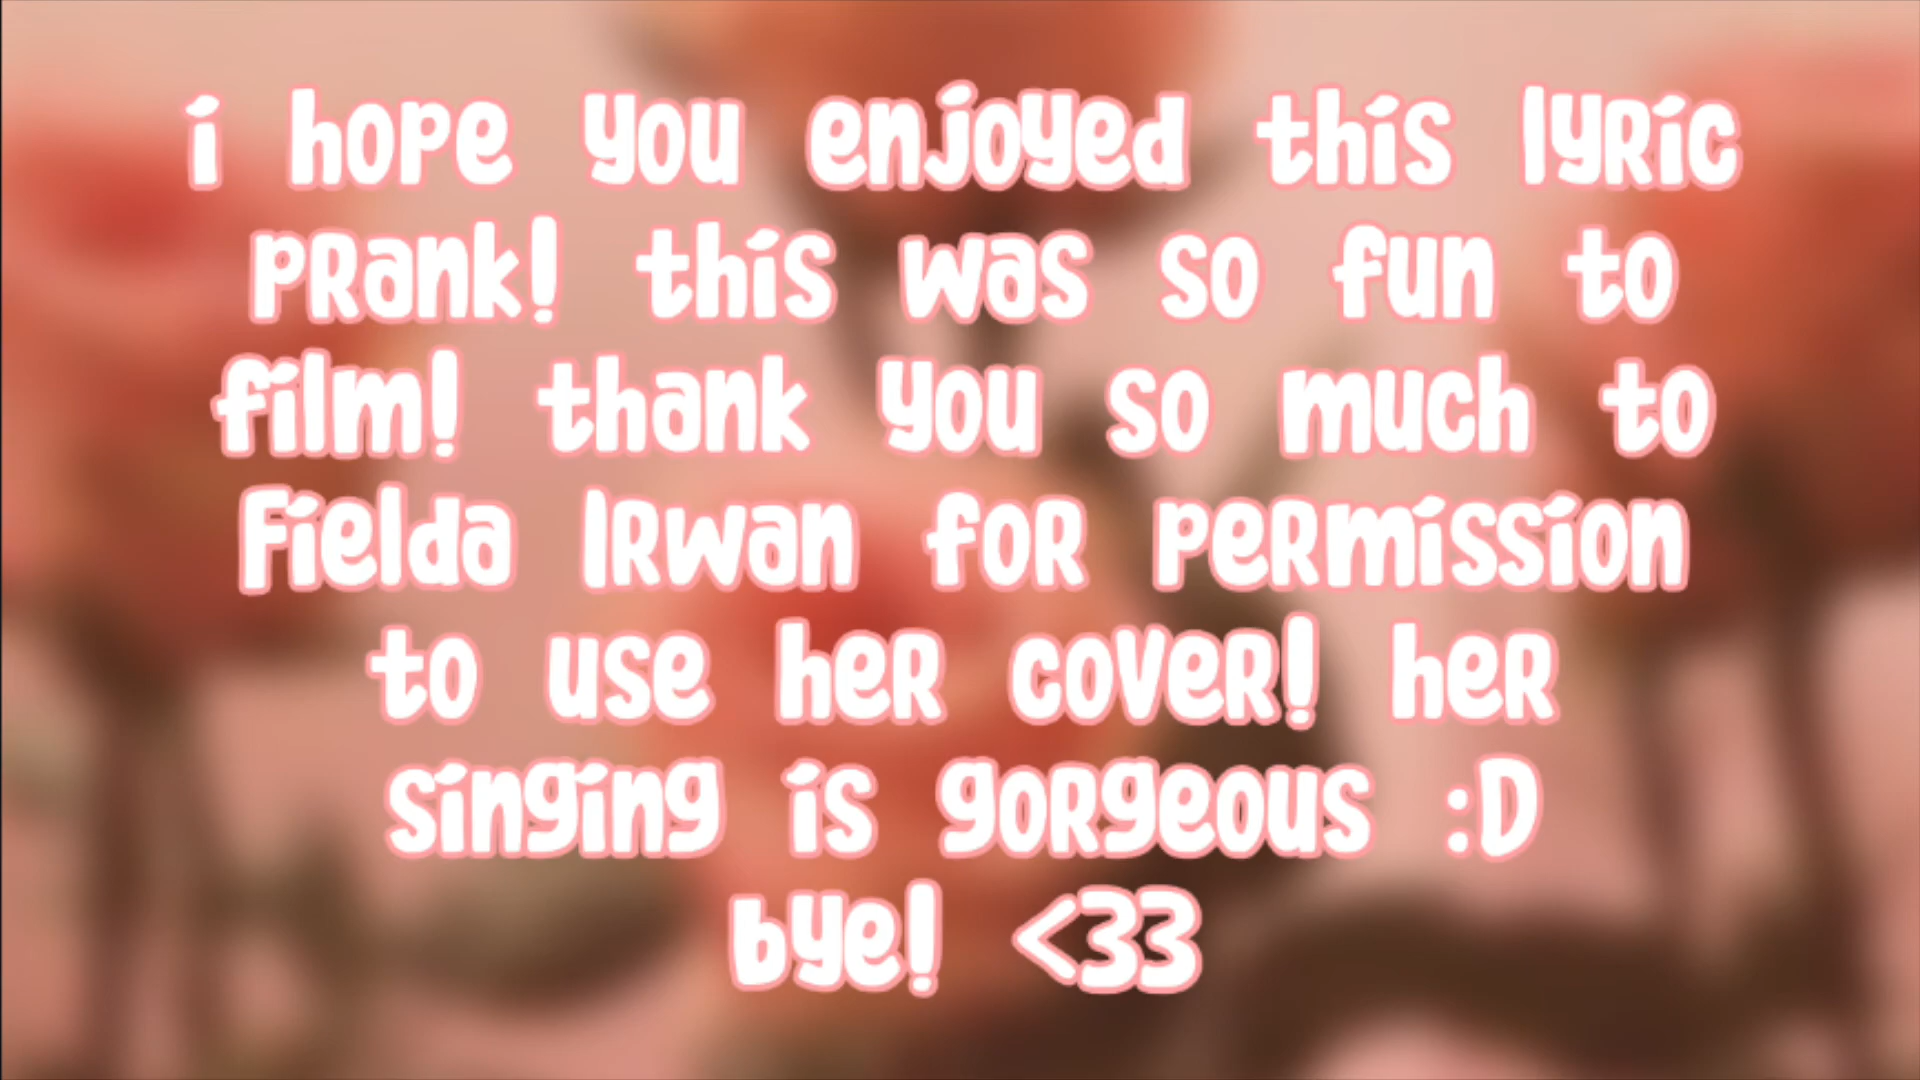 i hope you enjoyed this lyric
prank! this was so fun to
film! thank you so much to
Fielda Irwan for permission
to use her cover! her
singing is gorgeous :D
bye! <33